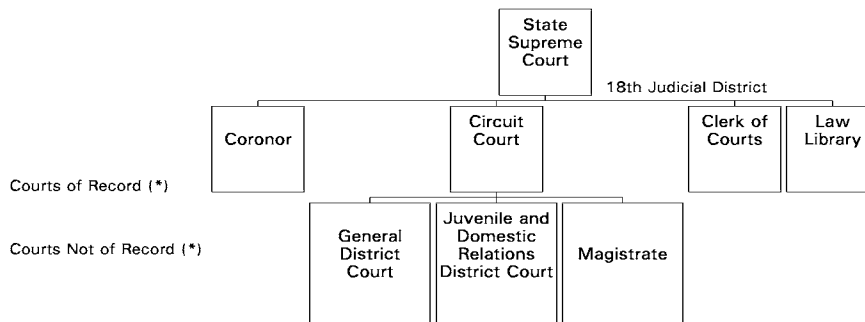 State
Supreme
Court
18th Judicial District
Coronor
Circuit
Court
Clerk of
Courts
Law
Library
Courts of Record (*)
Courts Not of Record (*)
General
District
Court
Juvenile and
Domestic
Relations
District Court
Magistrate